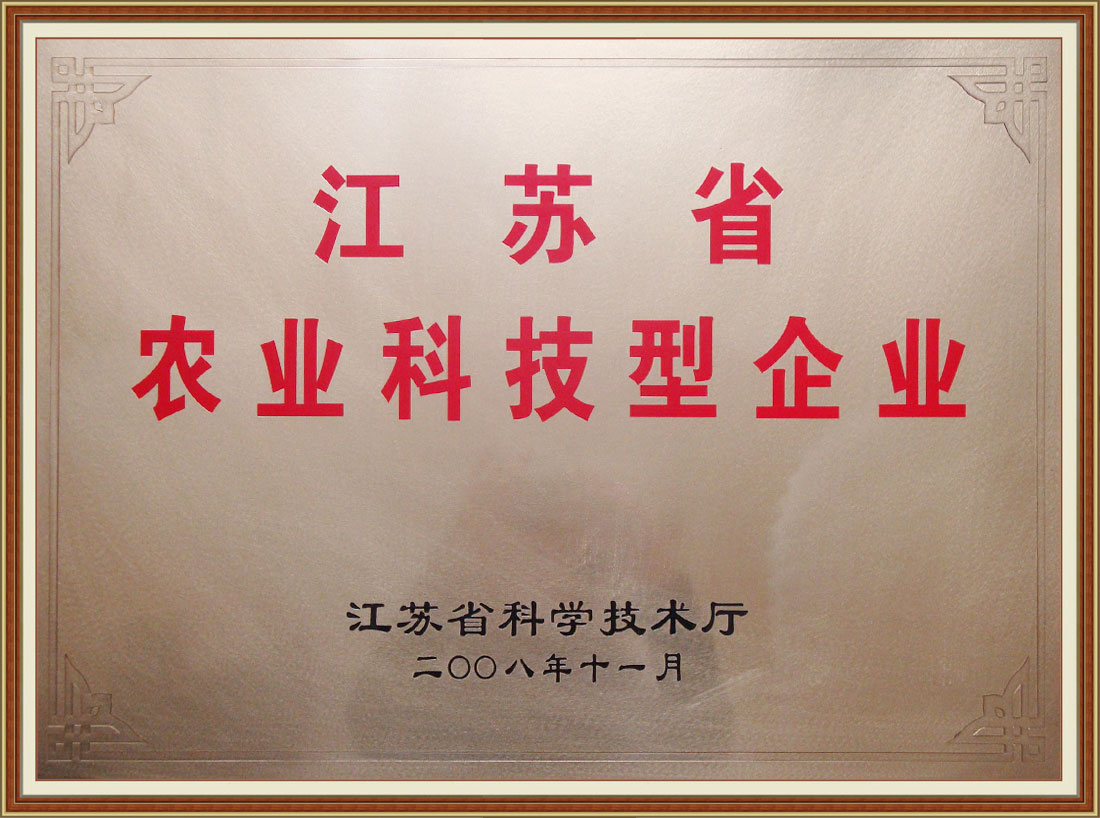 江苏省
农业科技型企业
江苏省科学技术厅
二〇〇八年十一月